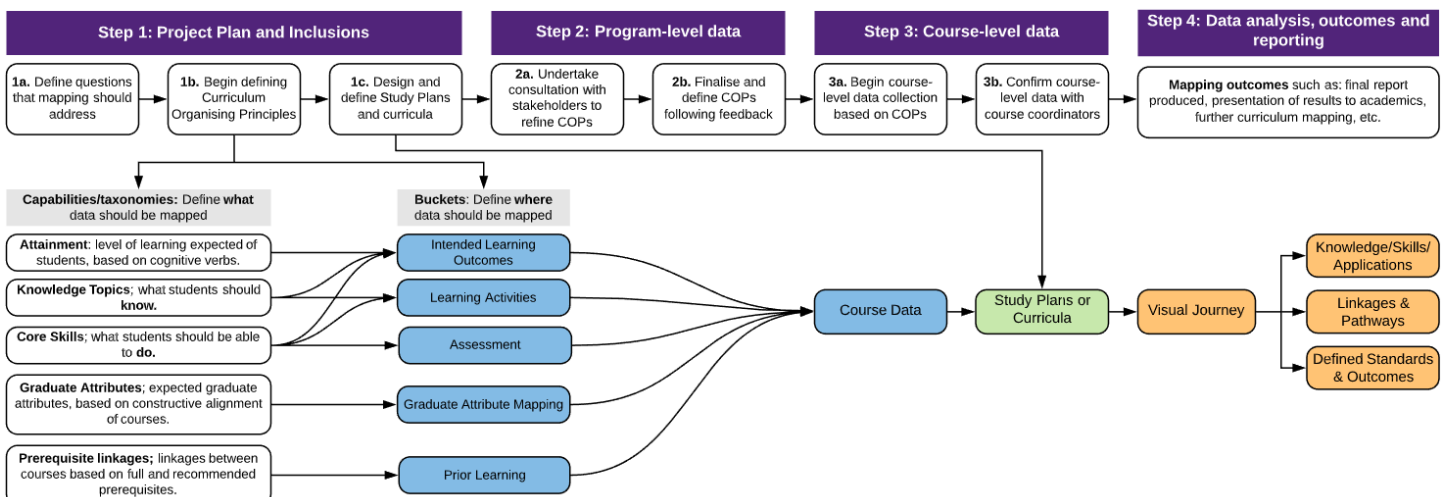 Step 1: Project Plan and Inclusions
Step 2: Program-level data
Step 3: Course-level data
Step 4: Data analysis, outcomes and
reporting
1a. Define questions
that mapping should
address
1b. Begin defining
Curriculum
Organising Principles
1c. Design and
define Study Plans
and curricula
2a. Undertake
consultation with
stakeholders to
refine COPs
2b. Finalise and
define COPs
following feedback
3a. Begin course-
level data collection
based on COPs
3b. Confirm course-
level data with
course coordinators
Mapping outcomes such as: final report
produced, presentation of results to academics,
further curriculum mapping, etc.
Capabilities/taxonomies: Define what
data should be mapped
Buckets: Define where
data should be mapped
Attainment: level of learning expected of
students, based on cognitive verbs.
Knowledge Topics; what students should
know.
Core Skills; what students should be able
to do.
Graduate Attributes; expected graduate
attributes, based on constructive alignment
of courses.
Prerequisite linkages; linkages between
courses based on full and recommended
prerequisites.
Intended Learning
Outcomes
Learning Activities
Assessment
Graduate Attribute Mapping
Prior Learning
Course Data
Study Plans or
Curricula
Visual Journey
Knowledge/Skills/
Applications
Linkages &
Pathways
Defined Standards
& Outcomes